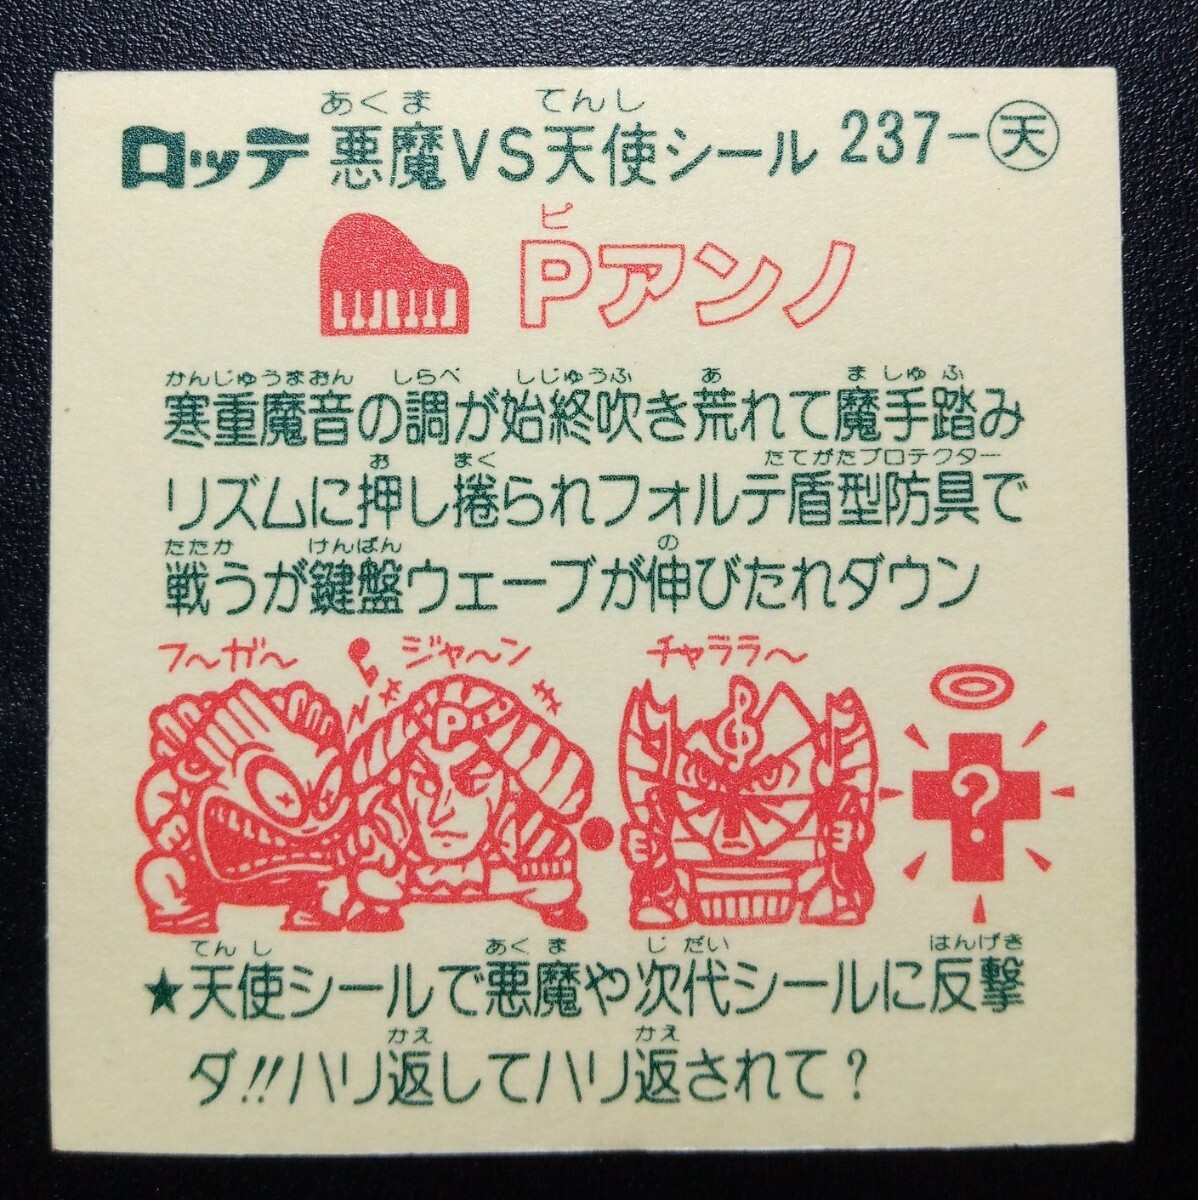 ロッテ 悪魔VS天使シール 237-天
あくま てんし
Pアンノ
ピ
かんじゅうまおん しらべ しじゅうふ あ ま しゅ ふ
寒重魔音の調が始終吹き荒れて魔手踏み
お まく たてがたプロテクター
リズムに押し捲られフォルテ盾型防具で
たたか けんばん の
戦うが鍵盤ウェーブが伸びたれダウン
フ〜ガ〜 ジャ〜ン チャララ〜
P
?
てんし あくま じだい はんげき
★天使シールで悪魔や次代シールに反撃
かえ かえ
ダ!!ハリ返してハリ返されて?